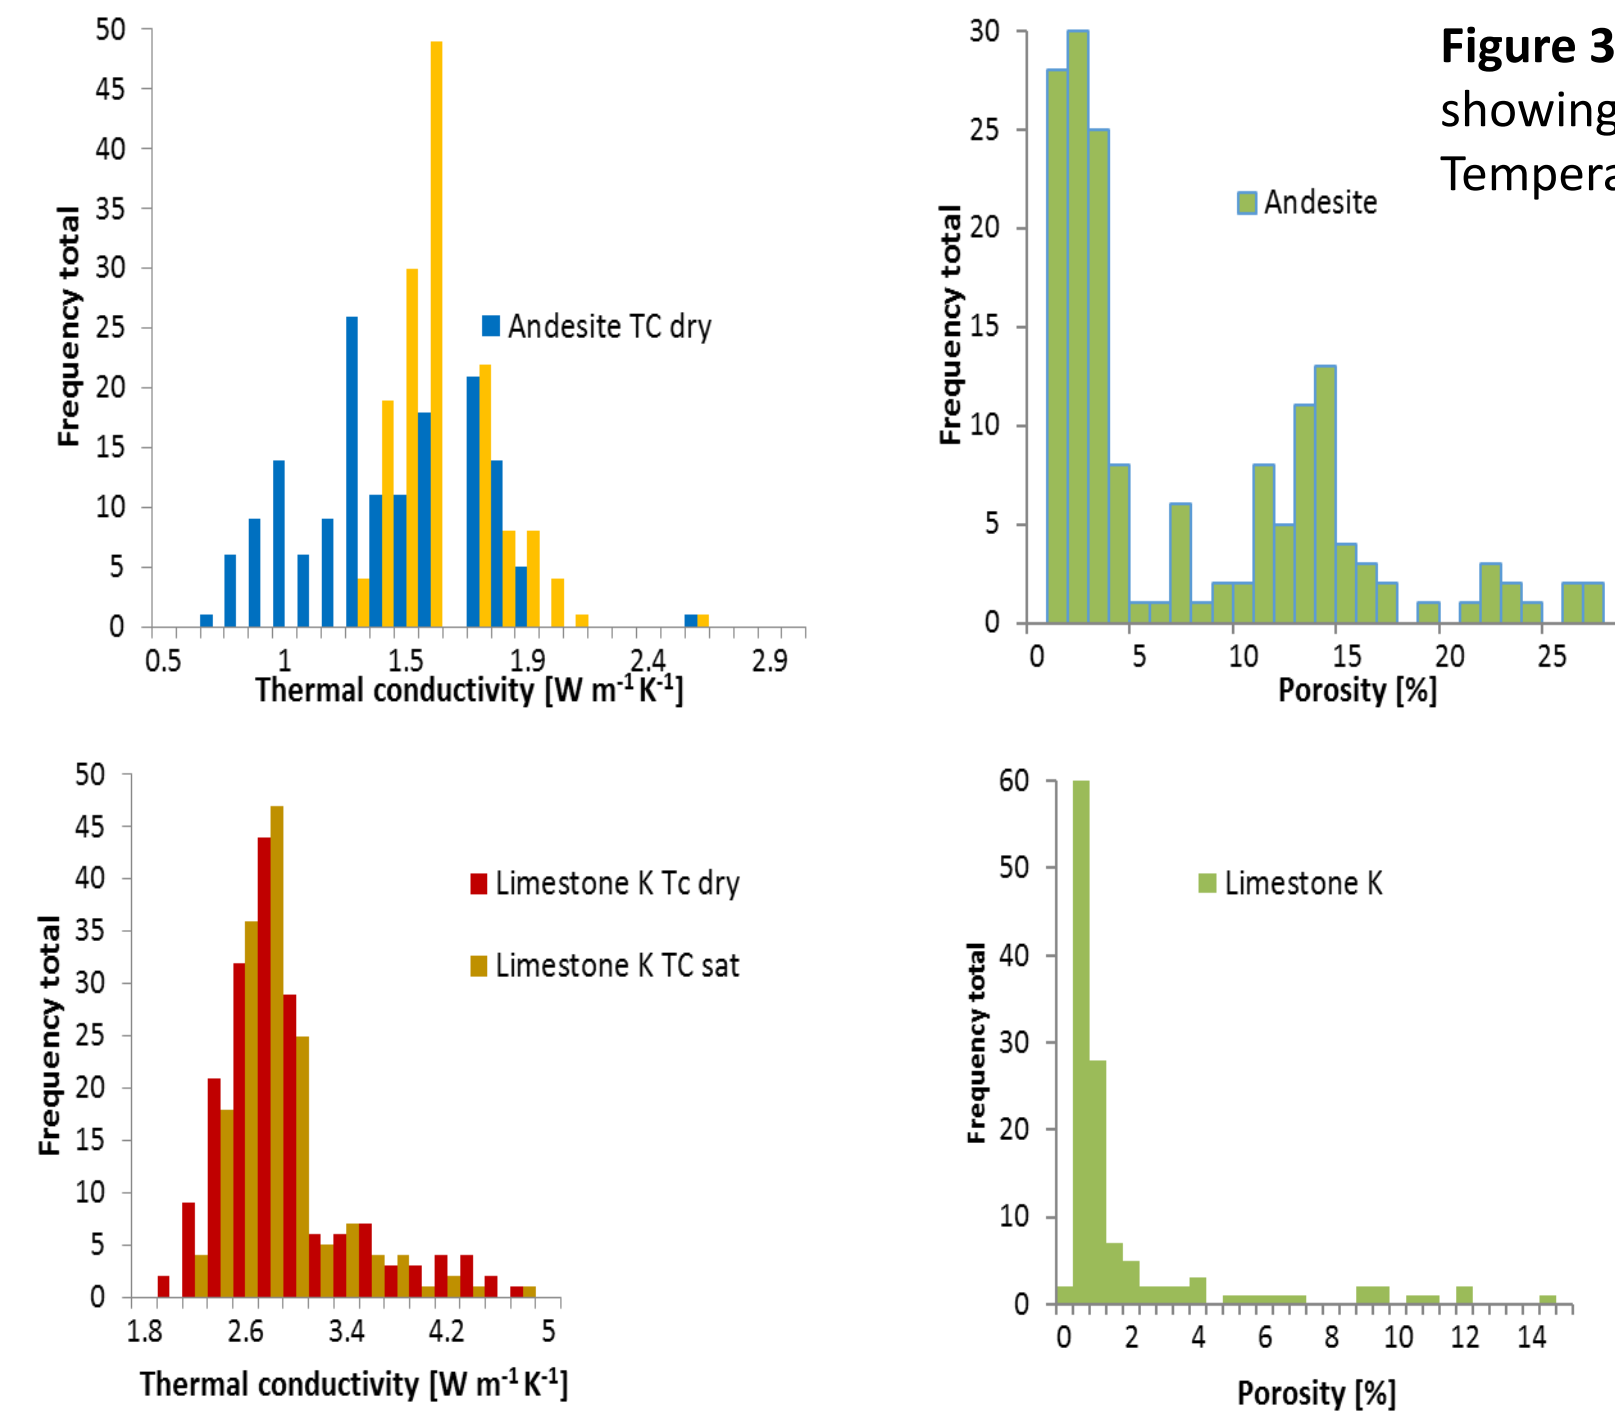 50
45
40
35
30
25
20
15
10
5
0
Frequency total
Andesite TC dry
0.5 1 1.5 1.9 2.4 2.9
Thermal conductivity [W m-1 K-1]
30
25
20
15
10
5
0
Frequency total
Andesite
0 5 10 15 20 25
Porosity [%]
Figure 3
showing
Tempera
50
45
40
35
30
25
20
15
10
5
0
Frequency total
Limestone K Tc dry
Limestone K TC sat
1.8 2.6 3.4 4.2 5
Thermal conductivity [W m-1 K-1]
60
50
40
30
20
10
0
Frequency total
Limestone K
0 2 4 6 8 10 12 14
Porosity [%]